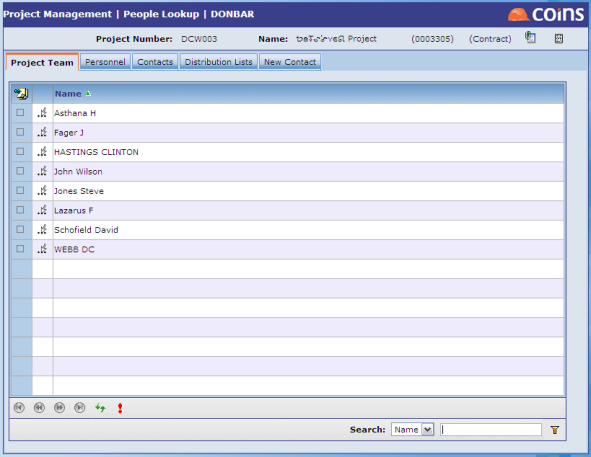 Project Management | People Lookup | DONBAR
COINS
Project Number: DCW003 Name: Project (0003305) (Contract)
Project Team Personnel Contacts Distribution Lists New Contact
Name
Asthana H
Fager J
HASTINGS CLINTON
John Wilson
Jones Steve
Lazarus F
Schofield David
WEBB DC
Search: Name